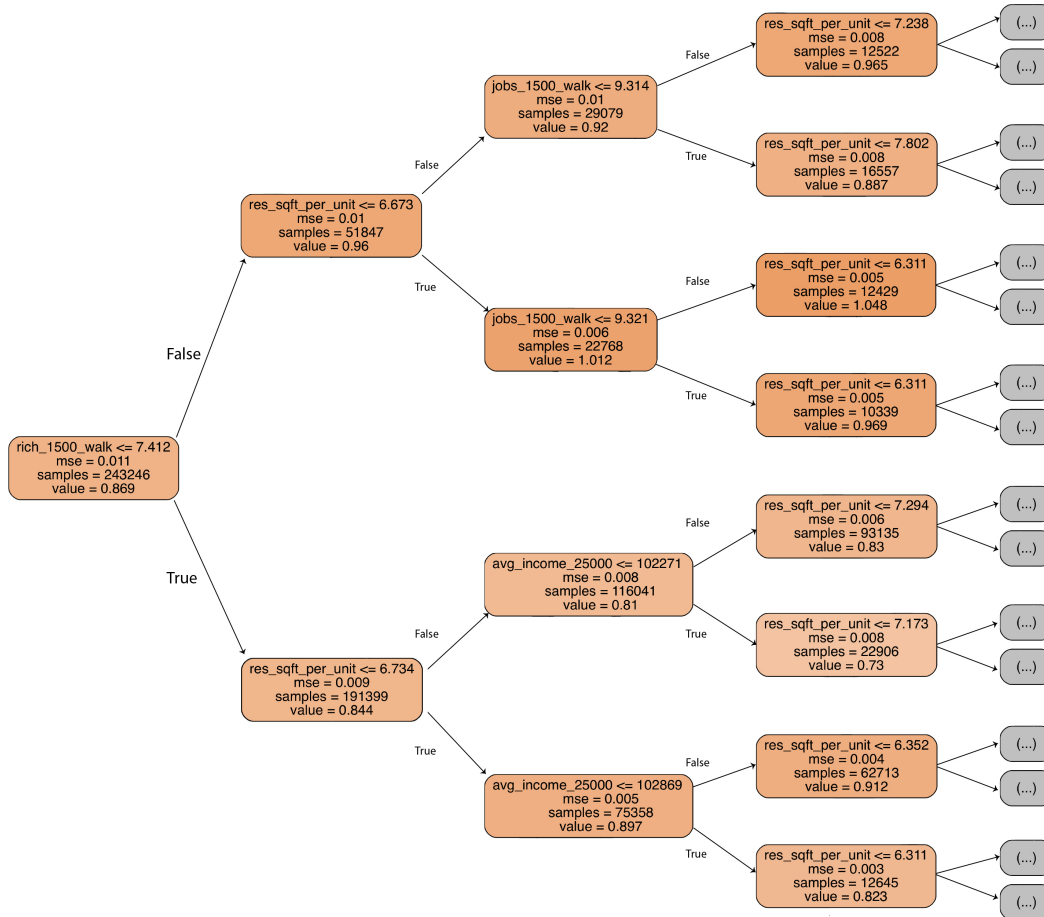 res_sqft_per_unit <= 7.238
mse = 0.008
samples = 12522
value = 0.965
(...)
(...)
False
jobs_1500_walk <= 9.314
mse = 0.01
samples = 29079
value = 0.92
True
res_sqft_per_unit <= 7.802
mse = 0.008
samples = 16557
value = 0.887
(...)
(...)
False
res_sqft_per_unit <= 6.673
mse = 0.01
samples = 51847
value = 0.96
True
False
res_sqft_per_unit <= 6.311
mse = 0.005
samples = 12429
value = 1.048
(...)
(...)
jobs_1500_walk <= 9.321
mse = 0.006
samples = 22768
value = 1.012
True
res_sqft_per_unit <= 6.311
mse = 0.005
samples = 10339
value = 0.969
(...)
(...)
False
rich_1500_walk <= 7.412
mse = 0.011
samples = 243246
value = 0.869
True
False
res_sqft_per_unit <= 7.294
mse = 0.006
samples = 93135
value = 0.83
(...)
(...)
avg_income_25000 <= 102271
mse = 0.008
samples = 116041
value = 0.81
True
res_sqft_per_unit <= 7.173
mse = 0.008
samples = 22906
value = 0.73
(...)
(...)
False
res_sqft_per_unit <= 6.734
mse = 0.009
samples = 191399
value = 0.844
True
False
res_sqft_per_unit <= 6.352
mse = 0.004
samples = 62713
value = 0.912
(...)
(...)
avg_income_25000 <= 102869
mse = 0.005
samples = 75358
value = 0.897
True
res_sqft_per_unit <= 6.311
mse = 0.003
samples = 12645
value = 0.823
(...)
(...)